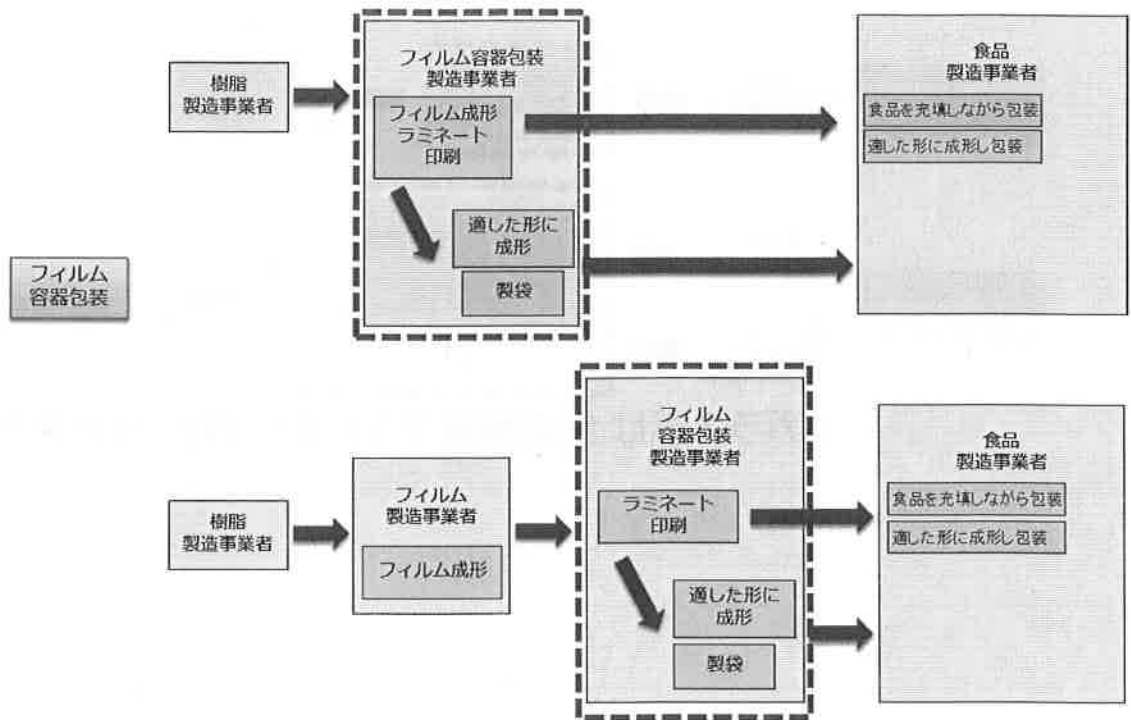 フィルム
容器包装
樹脂
製造事業者
フィルム容器包装
製造事業者
フィルム成形
ラミネート
印刷
適した形に
成形
製袋
食品
製造事業者
食品を充填しながら包装
適した形に成形し包装
樹脂
製造事業者
フィルム
製造事業者
フィルム成形
フィルム
容器包装
製造事業者
ラミネート
印刷
適した形に
成形
製袋
食品
製造事業者
食品を充填しながら包装
適した形に成形し包装